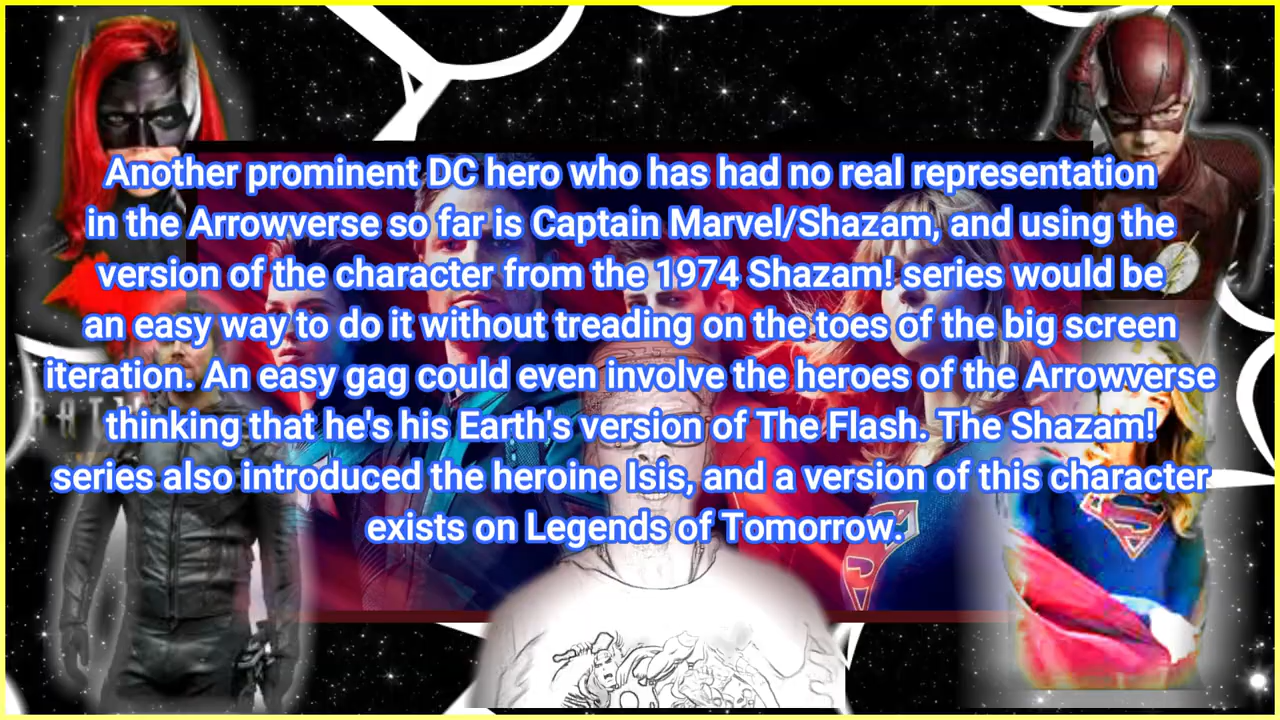 Another prominent DC hero who has had no real representation
in the Arrowverse so far is Captain Marvel/Shazam, and using the
version of the character from the 1974 Shazam! series would be
an easy way to do it without treading on the toes of the big screen
iteration. An easy gag could even involve the heroes of the Arrowverse
thinking that he's his Earth's version of The Flash. The Shazam!
series also introduced the heroine Isis, and a version of this character
exists on Legends of Tomorrow.